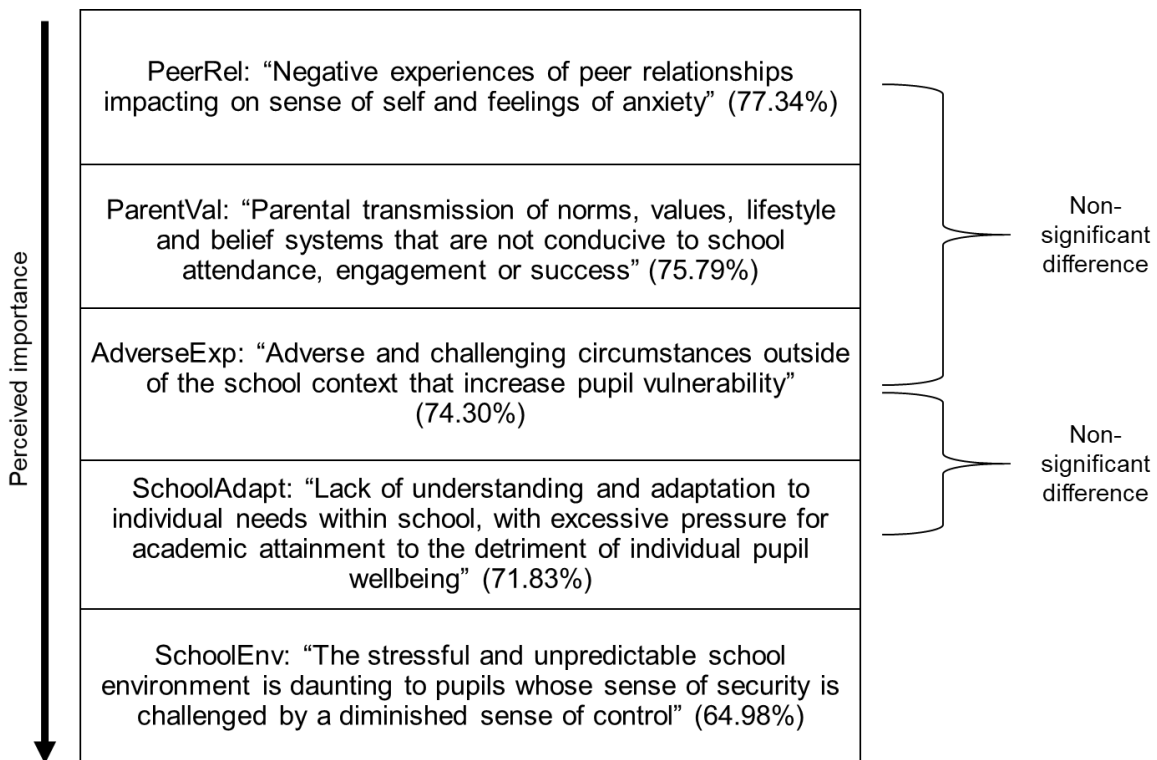 Perceived importance
PeerRel: “Negative experiences of peer relationships
impacting on sense of self and feelings of anxiety” (77.34%)
ParentVal: “Parental transmission of norms, values, lifestyle
and belief systems that are not conducive to school
attendance, engagement or success” (75.79%)
AdverseExp: “Adverse and challenging circumstances outside
of the school context that increase pupil vulnerability”
(74.30%)
SchoolAdapt: “Lack of understanding and adaptation to
individual needs within school, with excessive pressure for
academic attainment to the detriment of individual pupil
wellbeing” (71.83%)
SchoolEnv: “The stressful and unpredictable school
environment is daunting to pupils whose sense of security is
challenged by a diminished sense of control” (64.98%)
Non-
significant
difference
Non-
significant
difference